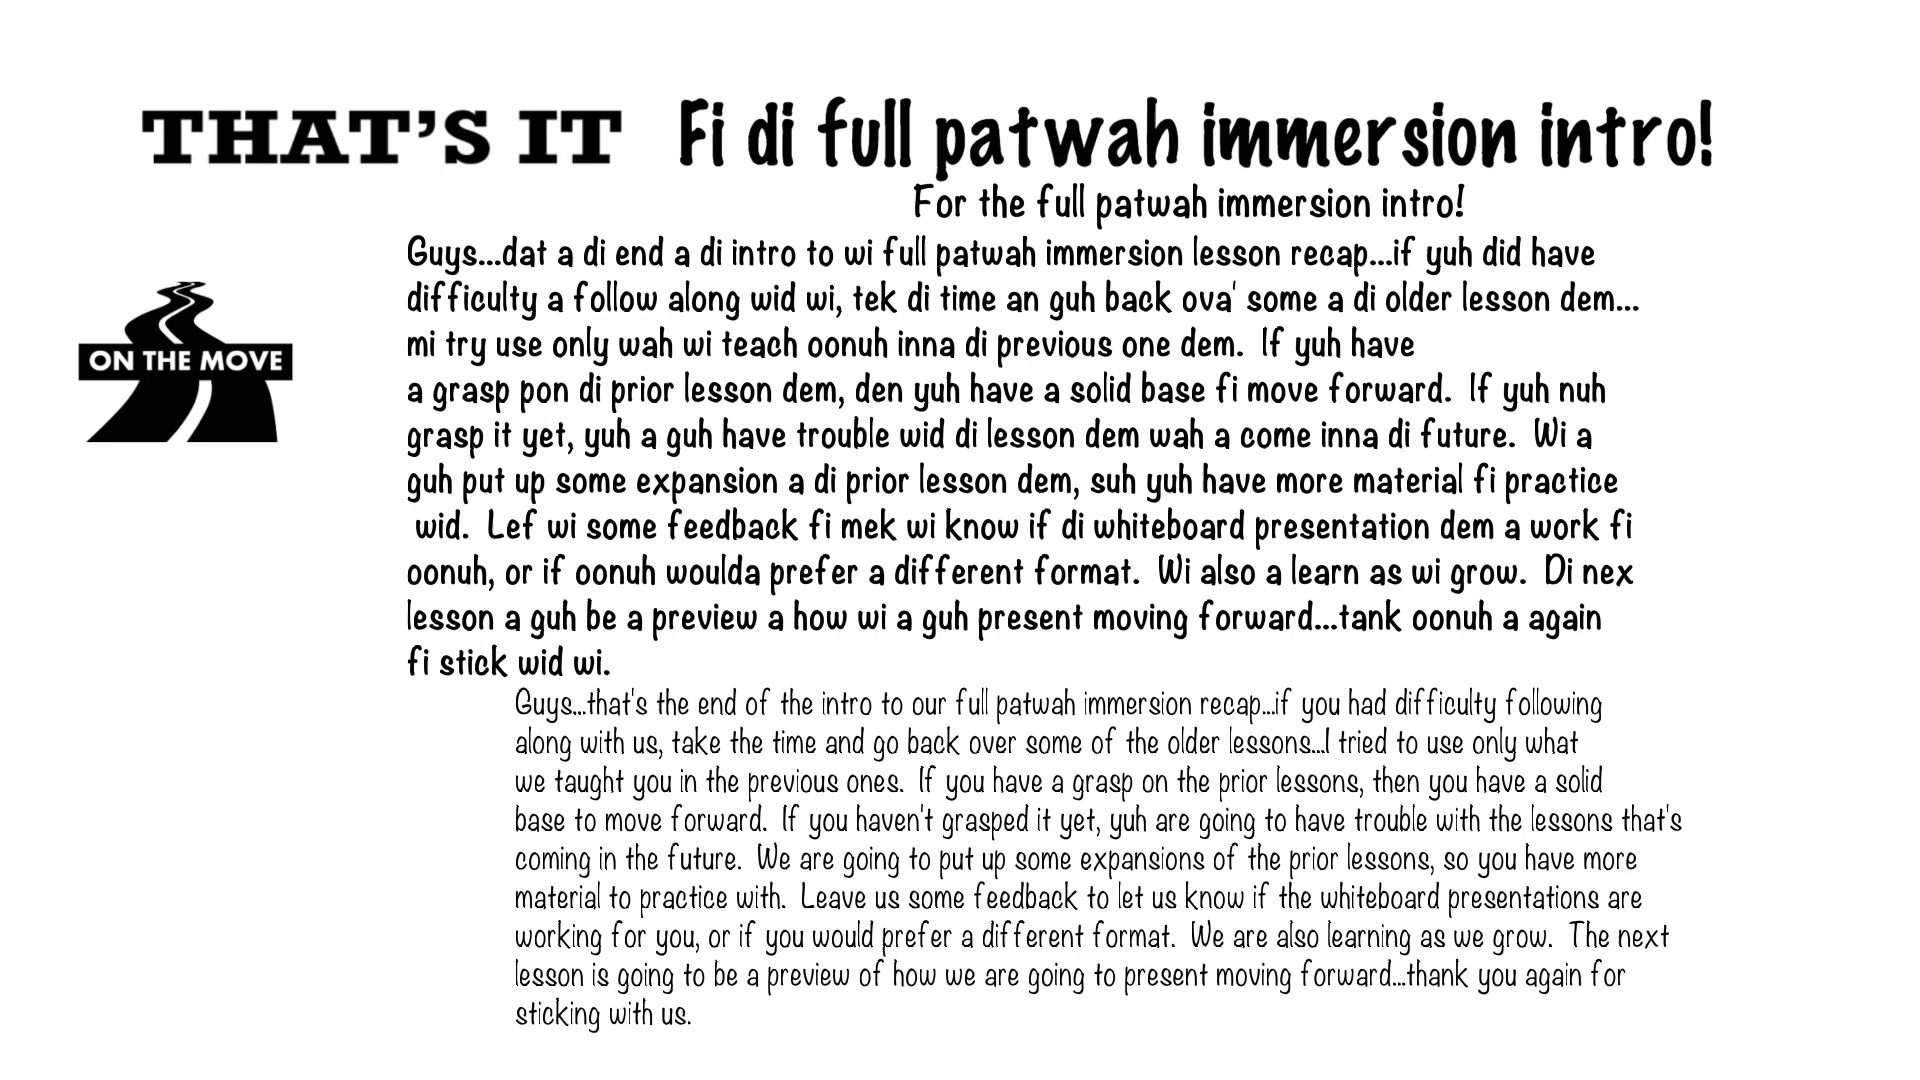 THAT'S IT Fi di full patwah immersion intro!
For the full patwah immersion intro!
Guys...dat a di end a di intro to wi full patwah immersion lesson recap...if yuh did have
difficulty a follow along wid wi, tek di time an guh back ova' some a di older lesson dem...
mi try use only wah wi teach oonuh inna di previous one dem.  If yuh have
a grasp pon di prior lesson dem, den yuh have a solid base fi move forward.  If yuh nuh
grasp it yet, yuh a guh have trouble wid di lesson dem wah a come inna di future.  Wi a
guh put up some expansion a di prior lesson dem, suh yuh have more material fi practice
wid.  Lef wi some feedback fi mek wi know if di whiteboard presentation dem a work fi
oonuh, or if oonuh woulda prefer a different format.  Wi also a learn as wi grow.  Di nex
lesson a guh be a preview a how wi a guh present moving forward...tank oonuh a again
fi stick wid wi.
ON THE MOVE
Guys...that's the end of the intro to our full patwah immersion recap...if you had difficulty following
along with us, take the time and go back over some of the older lessons...I tried to use only what
we taught you in the previous ones.  If you have a grasp on the prior lessons, then you have a solid
base to move forward.  If you haven't grasped it yet, yuh are going to have trouble with the lessons that's
coming in the future.  We are going to put up some expansions of the prior lessons, so you have more
material to practice with.  Leave us some feedback to let us know if the whiteboard presentations are
working for you, or if you would prefer a different format.  We are also learning as we grow.  The next
lesson is going to be a preview of how we are going to present moving forward...thank you again for
sticking with us.